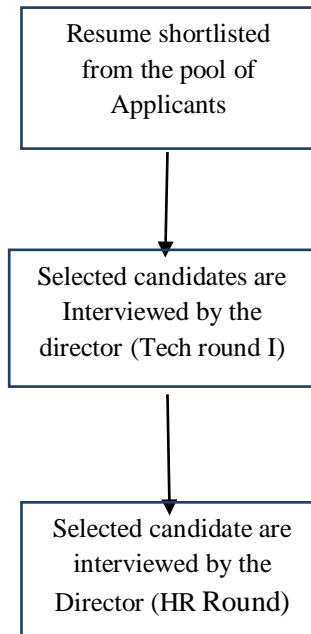 Resume shortlisted
from the pool of
Applicants
Selected candidates are
Interviewed by the
director (Tech round I)
Selected candidate are
interviewed by the
Director (HR Round)